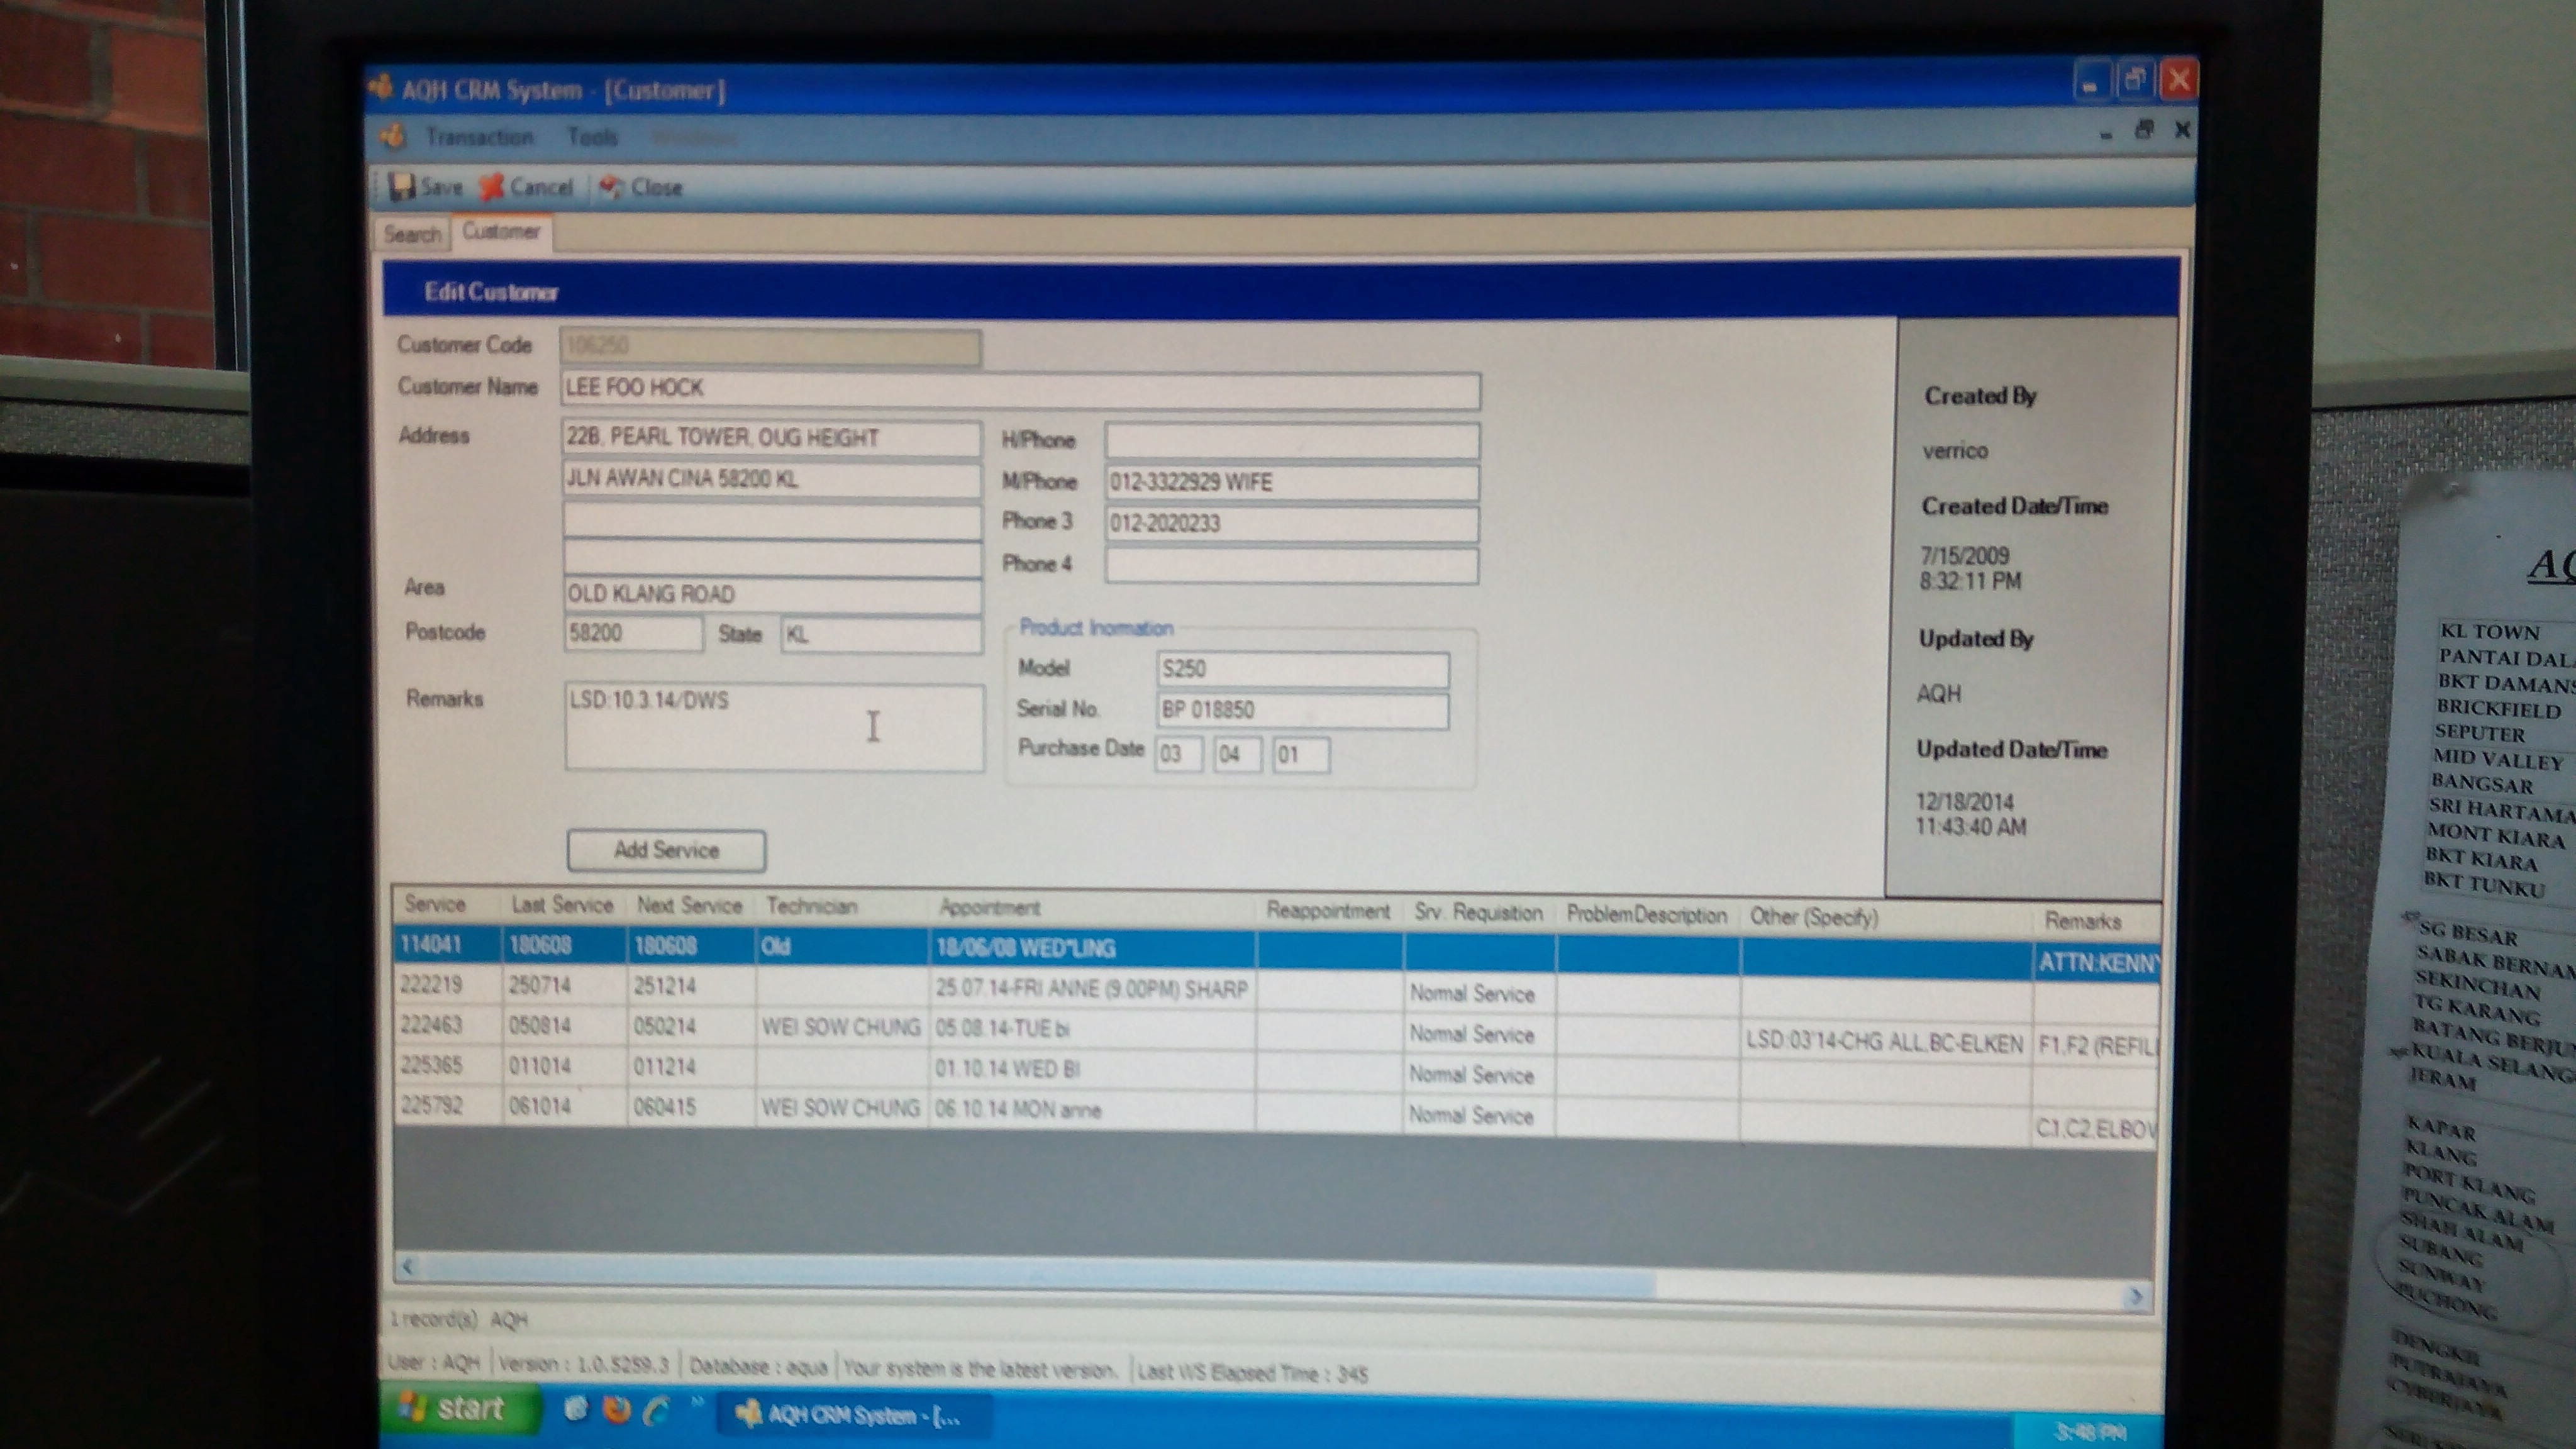 AQH CRM System - [Customer]
Transaction Tools Windows
Save Cancel Close
Search Customer
Edit Customer
Customer Code 106250
Customer Name LEE FOO HOCK
Address 22B, PEARL TOWER, OUG HEIGHT
JLN AWAN CINA 58200 KL
H/Phone
M/Phone 012-3322929 WIFE
Phone 3 012-2020233
Phone 4
Area OLD KLANG ROAD
Postcode 58200 State KL
Remarks LSD:10.3.14/DWS
Product Inormation
Model S250
Serial No. BP 018850
Purchase Date 03 04 01
Created By
verrico
Created Date/Time
7/15/2009
8:32:11 PM
Updated By
AQH
Updated Date/Time
12/18/2014
11:43:40 AM
Add Service
Service Last Service Next Service Technician Appointment Reappointment Srv. Requisition ProblemDescription Other (Specify) Remarks
114041 180608 180608 Old 18/06/08 WED*LING ATTN:KENNY
222219 250714 251214 25.07.14-FRI ANNE (9.00PM) SHARP Normal Service
222463 050814 050214 WEI SOW CHUNG 05.08.14-TUE bi Normal Service LSD:03'14-CHG ALL,BC-ELKEN F1,F2 (REFILL
225365 011014 011214 01.10.14 WED BI Normal Service
225792 061014 060415 WEI SOW CHUNG 06.10.14 MON anne Normal Service C1,C2,ELBOW
1 record(s) AQH
User : AQH Version : 1.0.5259.3 Database : aqua Your system is the latest version. Last WS Elapsed Time : 345
start AQH CRM System - [... 3:48 PM
KL TOWN
PANTAI DALA
BKT DAMANS
BRICKFIELD
SEPUTER
MID VALLEY
BANGSAR
SRI HARTAMA
MONT KIARA
BKT KIARA
BKT TUNKU
SG BESAR
SABAK BERNAM
SEKINCHAN
TG KARANG
BATANG BERJUN
KUALA SELANG
JERAM
KAPAR
KLANG
PORT KLANG
PUNCAK ALAM
SHAH ALAM
SUBANG
SUNWAY
PUCHONG
DENGKIL
PUTRAJAYA
CYBERJAYA